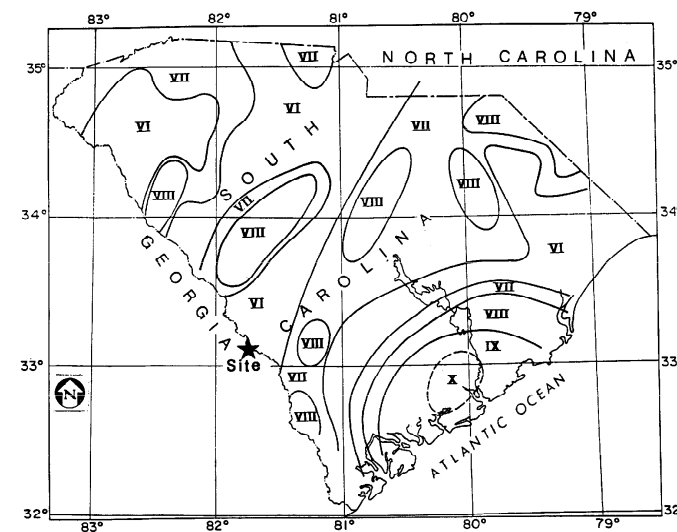 83° 82° 81° 80°
NORTH CAROLINA
35° 35°
VII VII
VI VI VII VIII
SOUTH
VIII VII VIII VIII
34° 34°
VIII
CAROLINA
GEORGIA
VI
VI VII
VIII
VIII IX
Site
33° 33°
VII X
VIII
N
ATLANTIC OCEAN
32° 32
83° 82° 81° 80° 79°